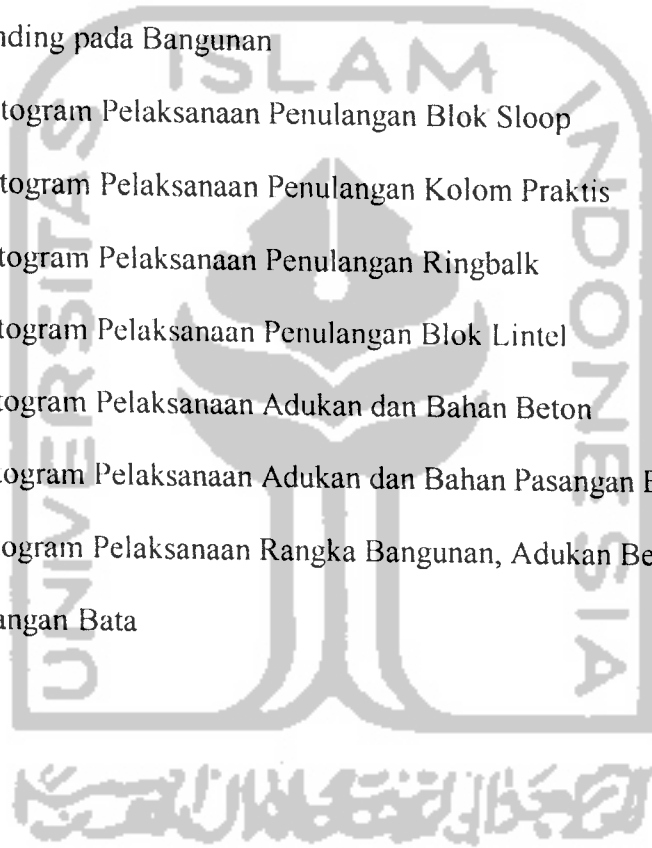 nding pada Bangunan
togram Pelaksanaan Penulangan Blok Sloop
togram Pelaksanaan Penulangan Kolom Praktis
togram Pelaksanaan Penulangan Ringbalk
togram Pelaksanaan Penulangan Blok Lintel
togram Pelaksanaan Adukan dan Bahan Beton
togram Pelaksanaan Adukan dan Bahan Pasangan B
ogram Pelaksanaan Rangka Bangunan, Adukan Be
angan Bata
UNIVERSITAS
ISLAM
INDONESIA